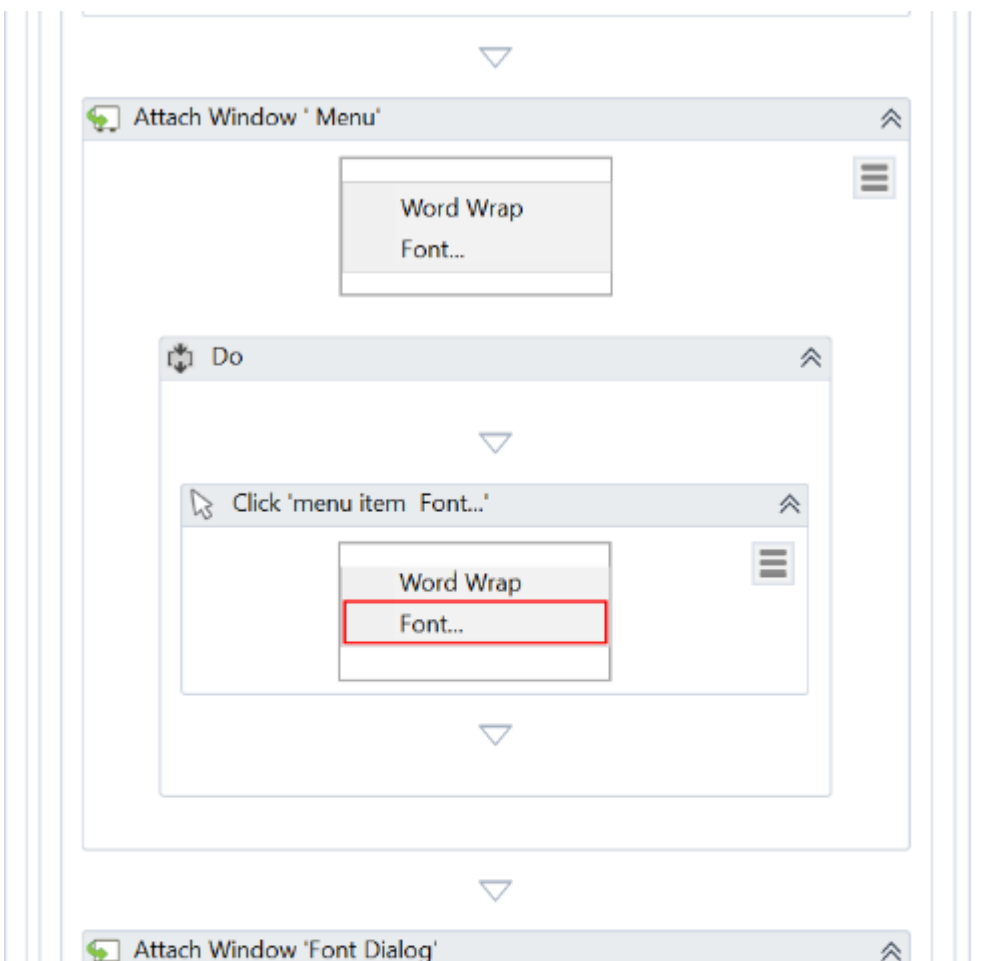 Attach Window ' Menu'
Word Wrap
Font...
Do
Click 'menu item  Font...'
Word Wrap
Font...
Attach Window 'Font Dialog'